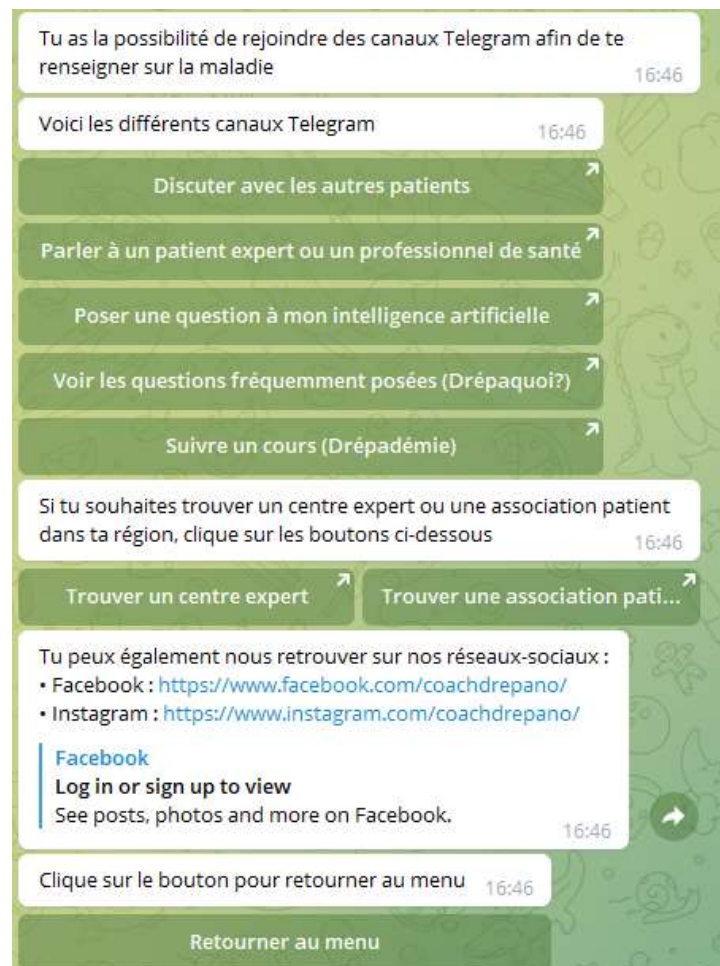 Tu as la possibilité de rejoindre des canaux Telegram afin de te
renseigner sur la maladie
16:46
Voici les différents canaux Telegram
16:46
Discuter avec les autres patients
Parler à un patient expert ou un professionnel de santé
Poser une question à mon intelligence artificielle
Voir les questions fréquemment posées (Drépaquoi?)
Suivre un cours (Drépadémie)
Si tu souhaites trouver un centre expert ou une association patient
dans ta région, clique sur les boutons ci-dessous
16:46
Trouver un centre expert
Trouver une association pati...
Tu peux également nous retrouver sur nos réseaux-sociaux :
• Facebook : https://www.facebook.com/coachdrepano/
• Instagram : https://www.instagram.com/coachdrepano/
Facebook
Log in or sign up to view
See posts, photos and more on Facebook.
16:46
Clique sur le bouton pour retourner au menu
16:46
Retourner au menu